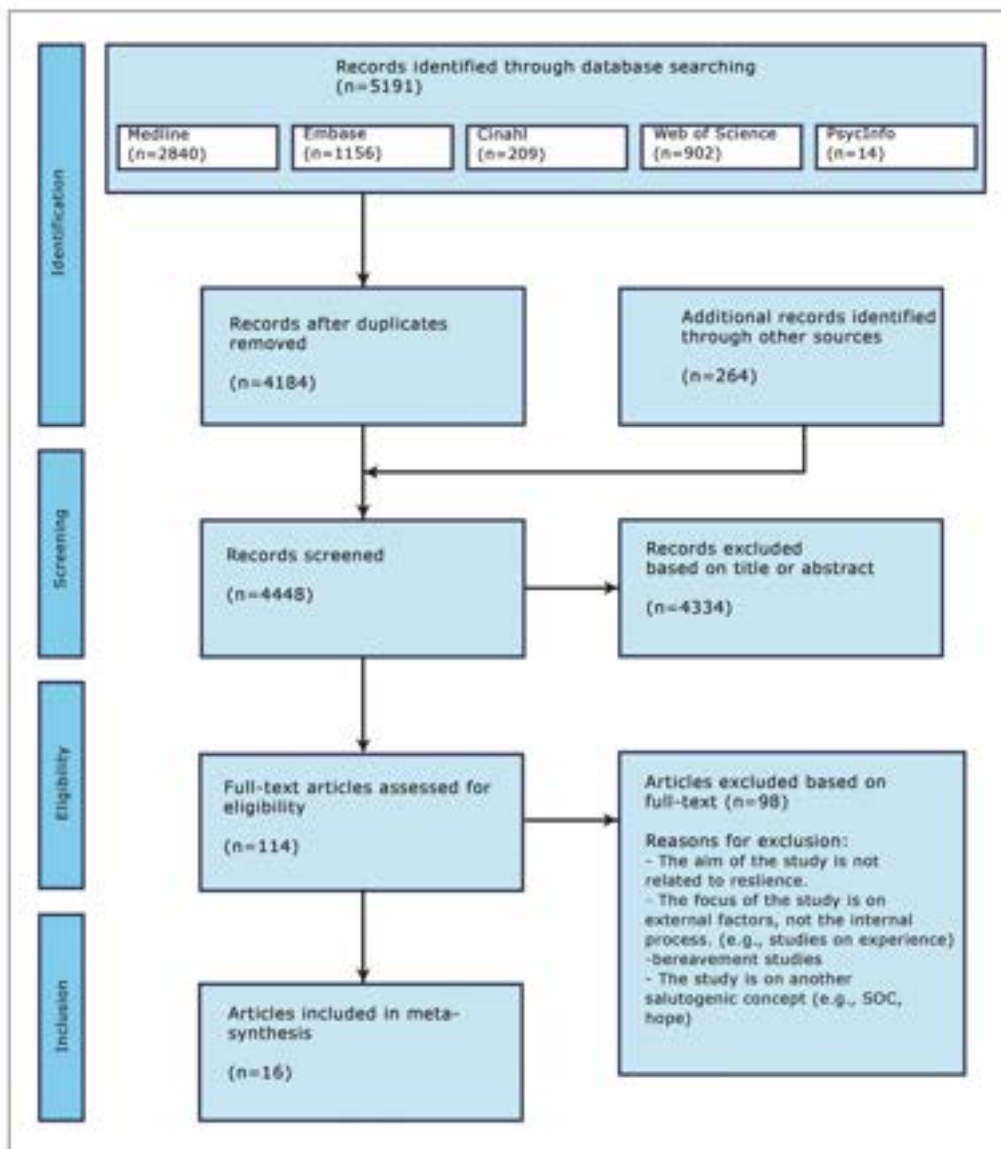 Identification
Records identified through database searching
(n=5191)
Medline
(n=2840)
Embase
(n=1156)
Cinahl
(n=209)
Web of Science
(n=902)
PsycInfo
(n=14)
Records after duplicates
removed
(n=4184)
Additional records identified
through other sources
(n=264)
Screening
Records screened
(n=4448)
Records excluded
based on title or abstract
(n=4334)
Eligibility
Full-text articles assessed for
eligibility
(n=114)
Articles excluded based on
full-text (n=98)
Reasons for exclusion:
- The aim of the study is not
related to reslience.
- The focus of the study is on
external factors, not the internal
process. (e.g., studies on experience)
-bereavement studies
- The study is on another
salutogenic concept (e.g., SOC,
hope)
Inclusion
Articles included in meta-
synthesis
(n=16)